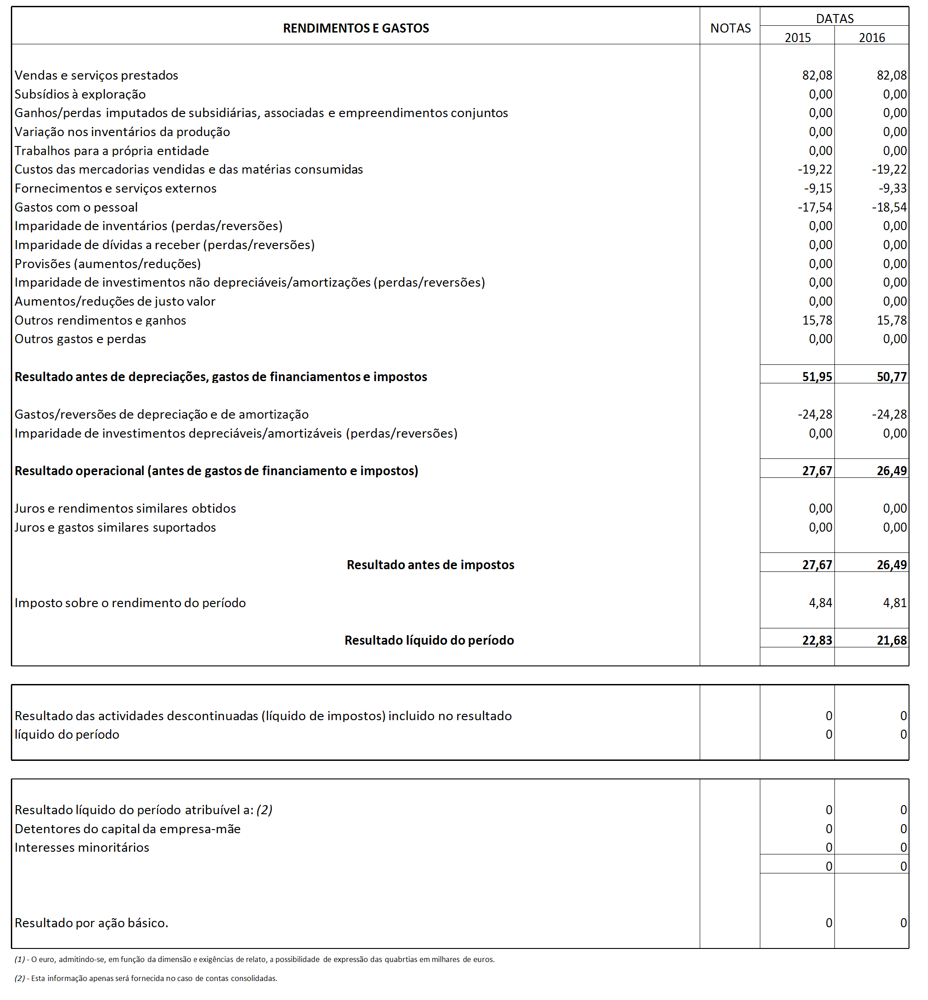 RENDIMENTOS E GASTOS NOTAS DATAS
2015 2016
Vendas e serviços prestados 82,08 82,08
Subsídios à exploração 0,00 0,00
Ganhos/perdas imputados de subsidiárias, associadas e empreendimentos conjuntos 0,00 0,00
Variação nos inventários da produção 0,00 0,00
Trabalhos para a própria entidade 0,00 0,00
Custos das mercadorias vendidas e das matérias consumidas -19,22 -19,22
Fornecimentos e serviços externos -9,15 -9,33
Gastos com o pessoal -17,54 -18,54
Imparidade de inventários (perdas/reversões) 0,00 0,00
Imparidade de dívidas a receber (perdas/reversões) 0,00 0,00
Provisões (aumentos/reduções) 0,00 0,00
Imparidade de investimentos não depreciáveis/amortizações (perdas/reversões) 0,00 0,00
Aumentos/reduções de justo valor 0,00 0,00
Outros rendimentos e ganhos 15,78 15,78
Outros gastos e perdas 0,00 0,00
Resultado antes de depreciações, gastos de financiamentos e impostos 51,95 50,77
Gastos/reversões de depreciação e de amortização -24,28 -24,28
Imparidade de investimentos depreciáveis/amortizáveis (perdas/reversões) 0,00 0,00
Resultado operacional (antes de gastos de financiamento e impostos) 27,67 26,49
Juros e rendimentos similares obtidos 0,00 0,00
Juros e gastos similares suportados 0,00 0,00
Resultado antes de impostos 27,67 26,49
Imposto sobre o rendimento do período 4,84 4,81
Resultado líquido do período 22,83 21,68
Resultado das actividades descontinuadas (líquido de impostos) incluido no resultado 0 0
líquido do período 0 0
Resultado líquido do período atribuível a: (2) 0 0
Detentores do capital da empresa-mãe 0 0
Interesses minoritários 0 0
0 0
Resultado por ação básico. 0 0
(1) - O euro, admitindo-se, em função da dimensão e exigências de relato, a possibilidade de expressão das quabrtias em milhares de euros.
(2) - Esta informação apenas será fornecida no caso de contas consolidadas.